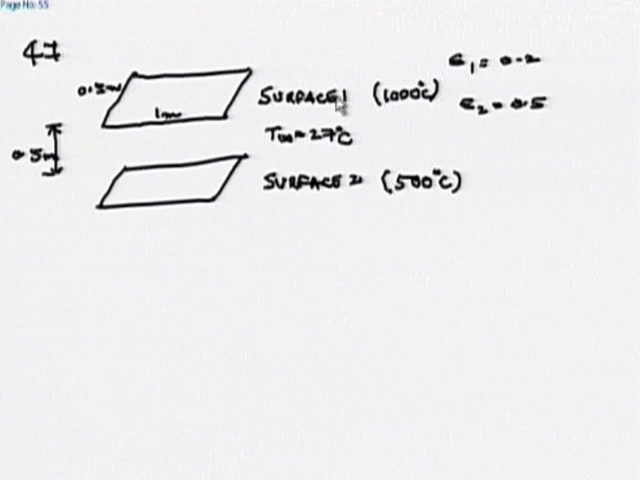 Page No: 55
47
ε₁ = 0.2
0.5m
1m
SURFACE 1 (1000°C)
ε₂ = 0.5
T∞ = 27°C
0.5m
SURFACE 2 (500°C)